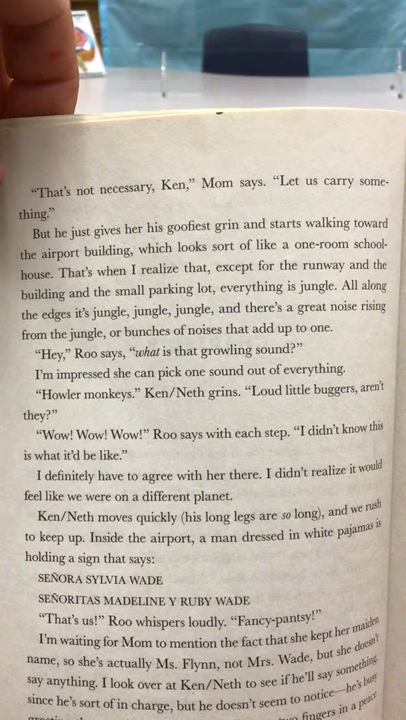 “That’s not necessary, Ken,” Mom says. “Let us carry some-
thing.”
But he just gives her his goofiest grin and starts walking toward
the airport building, which looks sort of like a one-room school-
house. That’s when I realize that, except for the runway and the
building and the small parking lot, everything is jungle. All along
the edges it’s jungle, jungle, jungle, and there’s a great noise rising
from the jungle, or bunches of noises that add up to one.
“Hey,” Roo says, “what is that growling sound?”
I’m impressed she can pick one sound out of everything.
“Howler monkeys.” Ken/Neth grins. “Loud little buggers, aren’t
they?”
“Wow! Wow! Wow!” Roo says with each step. “I didn’t know this
is what it’d be like.”
I definitely have to agree with her there. I didn’t realize it would
feel like we were on a different planet.
Ken/Neth moves quickly (his long legs are so long), and we rush
to keep up. Inside the airport, a man dressed in white pajamas is
holding a sign that says:
SEÑORA SYLVIA WADE
SEÑORITAS MADELINE Y RUBY WADE
“That’s us!” Roo whispers loudly. “Fancy-pantsy!”
I’m waiting for Mom to mention the fact that she kept her maiden
name, so she’s actually Ms. Flynn, not Mrs. Wade, but she doesn’t
say anything. I look over at Ken/Neth to see if he’ll say something,
since he’s sort of in charge, but he doesn’t seem to notice—he’s busy
two fingers in a peace